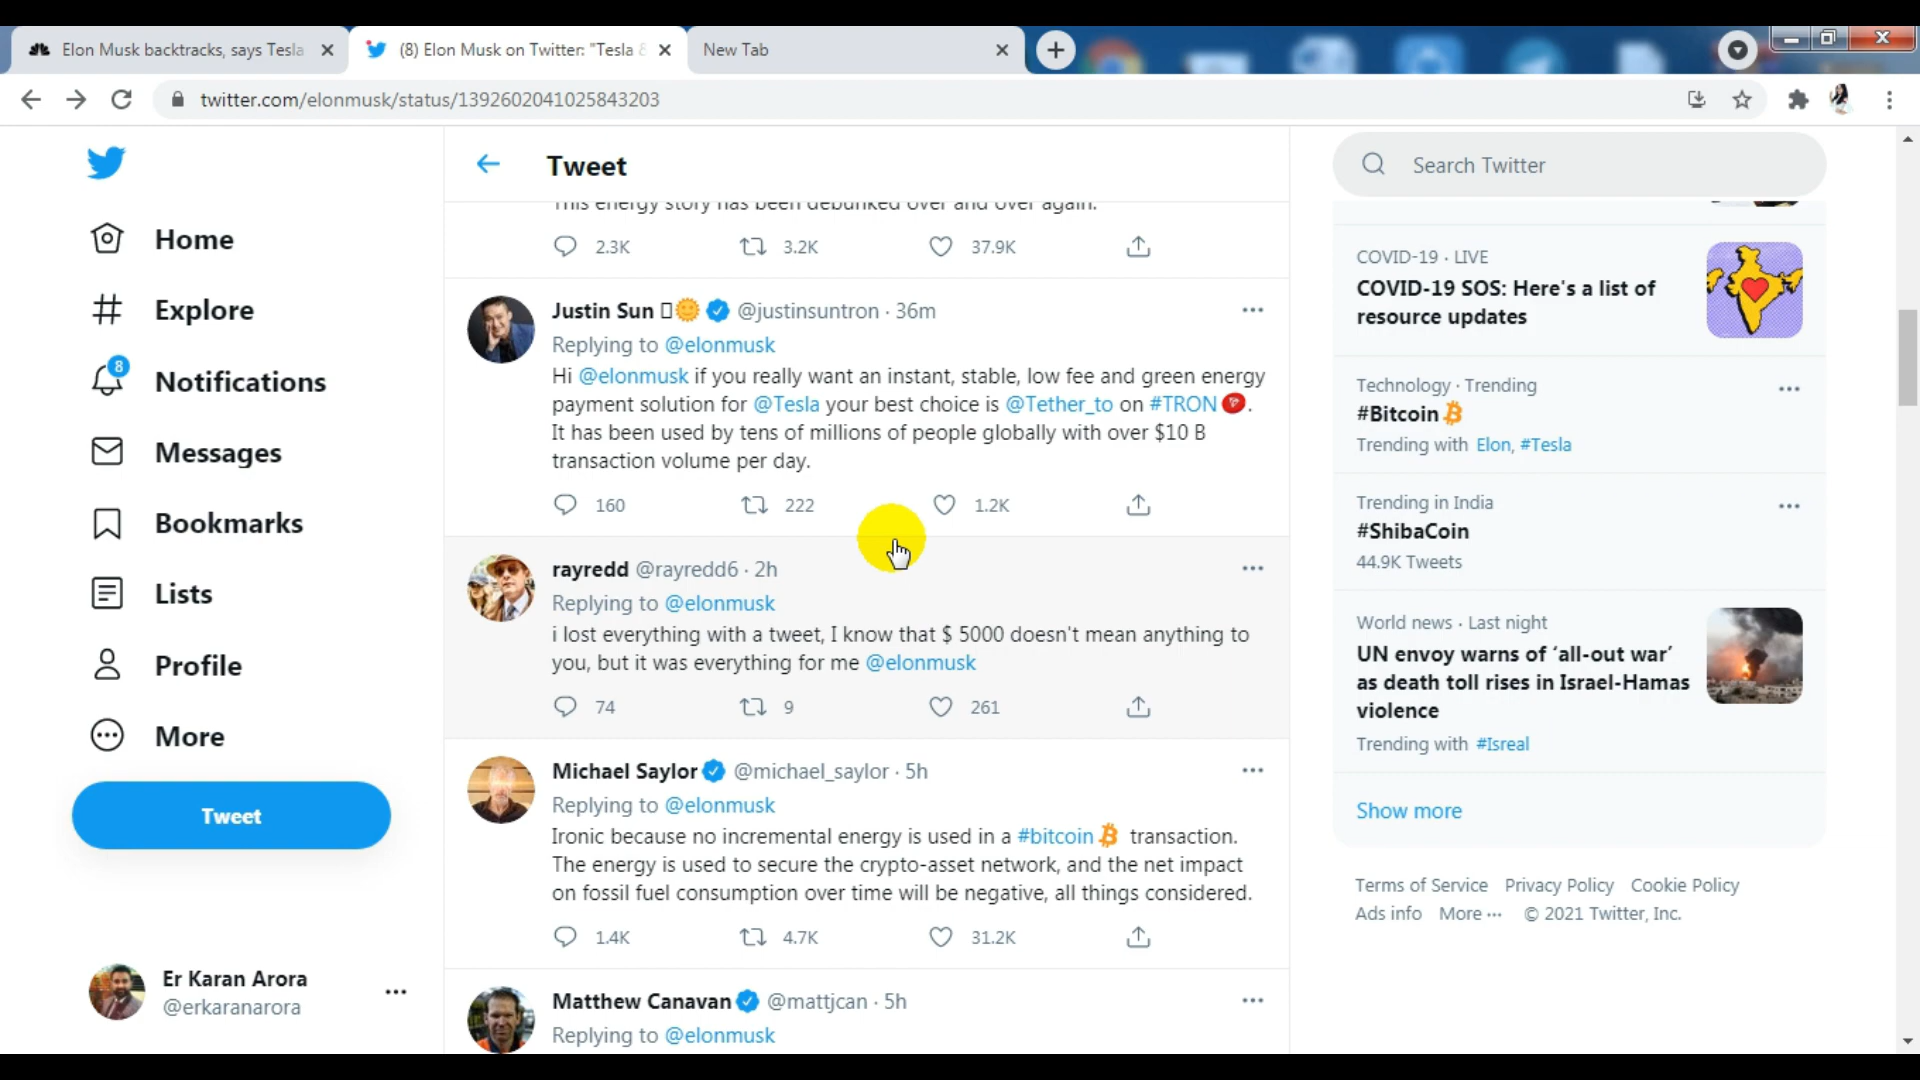 Elon Musk backtracks, says Tesla
(8) Elon Musk on Twitter: "Tesla &
New Tab
twitter.com/elonmusk/status/1392602041025843203
Home
Explore
8
Notifications
Messages
Bookmarks
Lists
Profile
More
Tweet
Er Karan Arora
@erkaranarora
Tweet
This energy story has been debunked over and over again.
2.3K 3.2K 37.9K
Justin Sun @justinsuntron · 36m
Replying to @elonmusk
Hi @elonmusk if you really want an instant, stable, low fee and green energy
payment solution for @Tesla your best choice is @Tether_to on #TRON.
It has been used by tens of millions of people globally with over $10 B
transaction volume per day.
160 222 1.2K
rayredd @rayredd6 · 2h
Replying to @elonmusk
i lost everything with a tweet, I know that $ 5000 doesn't mean anything to
you, but it was everything for me @elonmusk
74 9 261
Michael Saylor @michael_saylor · 5h
Replying to @elonmusk
Ironic because no incremental energy is used in a #bitcoin transaction.
The energy is used to secure the crypto-asset network, and the net impact
on fossil fuel consumption over time will be negative, all things considered.
1.4K 4.7K 31.2K
Matthew Canavan @mattjcan · 5h
Replying to @elonmusk
Search Twitter
COVID-19 · LIVE
COVID-19 SOS: Here's a list of
resource updates
Technology · Trending
#Bitcoin
Trending with Elon, #Tesla
Trending in India
#ShibaCoin
44.9K Tweets
World news · Last night
UN envoy warns of ‘all-out war’
as death toll rises in Israel-Hamas
violence
Trending with #Isreal
Show more
Terms of Service Privacy Policy Cookie Policy
Ads info More ··· © 2021 Twitter, Inc.